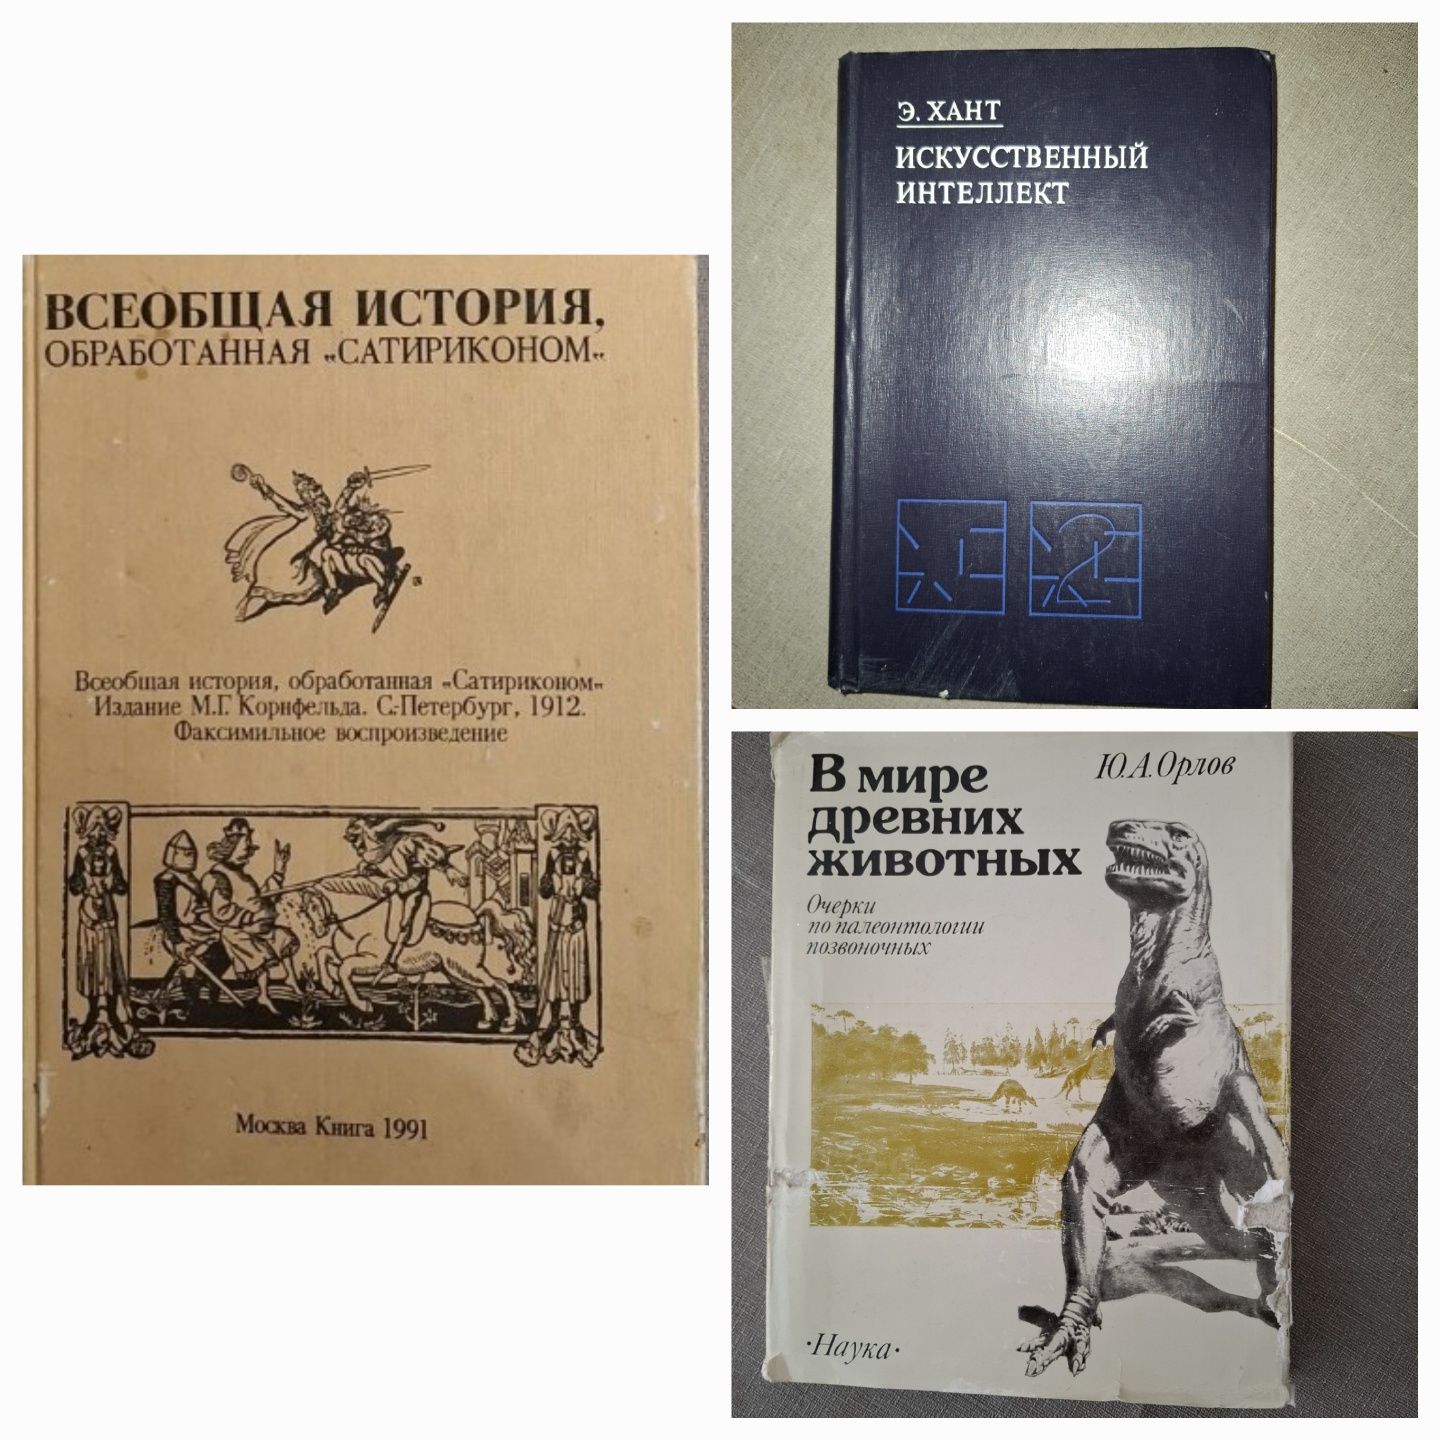 ВСЕОБЩАЯ ИСТОРИЯ,
ОБРАБОТАННАЯ „САТИРИКОНОМ“
Всеобщая история, обработанная „Сатириконом“
Издание М.Г. Корнфельда. С.-Петербург, 1912.
Факсимильное воспроизведение
Москва Книга 1991
Э. ХАНТ
ИСКУССТВЕННЫЙ
ИНТЕЛЛЕКТ
2
Ю.А.Орлов
В мире
древних
животных
Очерки
по палеонтологии
позвоночных
·Наука·